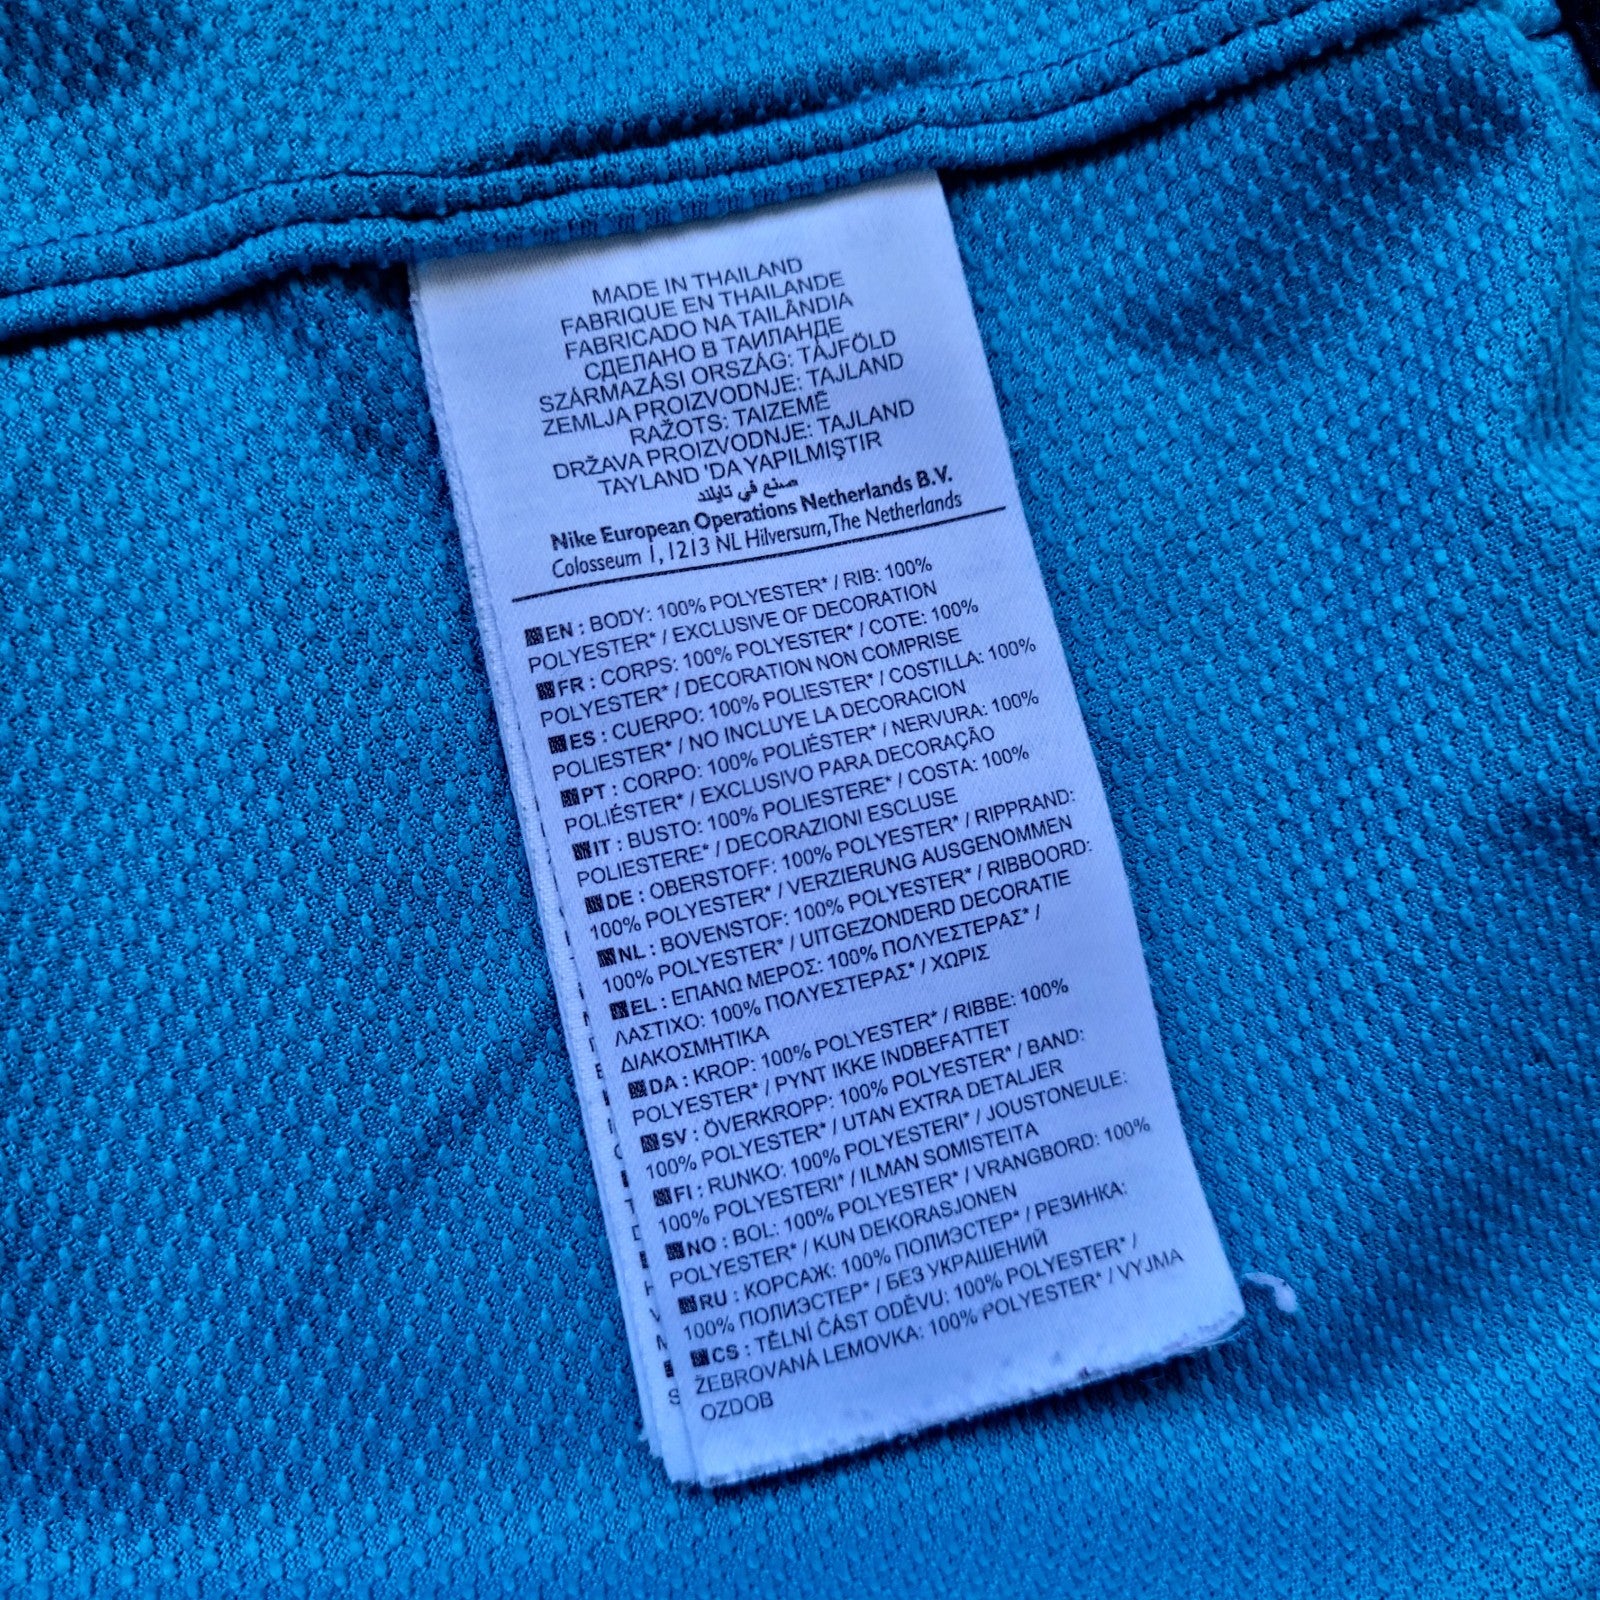 MADE IN THAILAND
FABRIQUE EN THAILANDE
FABRICADO NA TAILÂNDIA
СДЕЛАНО В ТАИЛАНДЕ
SZÁRMAZÁSI ORSZÁG: TÁJFÖLD
ZEMLJA PROIZVODNJE: TAJLAND
RAŽOTS: TAIZEMĒ
DRŽAVA PROIZVODNJE: TAJLAND
TAYLAND 'DA YAPILMIŞTIR
صنع في تايلند
Nike European Operations Netherlands B.V.
Colosseum 1, 1213 NL Hilversum, The Netherlands
EN : BODY: 100% POLYESTER* / RIB: 100%
POLYESTER* / EXCLUSIVE OF DECORATION
FR : CORPS: 100% POLYESTER* / COTE: 100%
POLYESTER* / DECORATION NON COMPRISE
ES : CUERPO: 100% POLIESTER* / COSTILLA: 100%
POLIESTER* / NO INCLUYE LA DECORACION
PT : CORPO: 100% POLIÉSTER* / NERVURA: 100%
POLIÉSTER* / EXCLUSIVO PARA DECORAÇÃO
IT : BUSTO: 100% POLIESTERE* / COSTA: 100%
POLIESTERE* / DECORAZIONI ESCLUSE
DE : OBERSTOFF: 100% POLYESTER* / RIPPRAND:
100% POLYESTER* / VERZIERUNG AUSGENOMMEN
NL : BOVENSTOF: 100% POLYESTER* / RIBBOORD:
100% POLYESTER* / UITGEZONDERD DECORATIE
EL : ΕΠΑΝΩ ΜΕΡΟΣ: 100% ΠΟΛΥΕΣΤΕΡΑΣ* /
ΛΑΣΤΙΧΟ: 100% ΠΟΛΥΕΣΤΕΡΑΣ* / ΧΩΡΙΣ
ΔΙΑΚΟΣΜΗΤΙΚΑ
DA : KROP: 100% POLYESTER* / RIBBE: 100%
POLYESTER* / PYNT IKKE INDBEFATTET
SV : ÖVERKROPP: 100% POLYESTER* / BAND:
100% POLYESTER* / UTAN EXTRA DETALJER
FI : RUNKO: 100% POLYESTERI* / JOUSTONEULE:
100% POLYESTERI* / ILMAN SOMISTEITA
NO : BOL: 100% POLYESTER* / VRANGBORD: 100%
POLYESTER* / KUN DEKORASJONEN
RU : КОРСАЖ: 100% ПОЛИЭСТЕР* / РЕЗИНКА:
100% ПОЛИЭСТЕР* / БЕЗ УКРАШЕНИЙ
CS : TĚLNÍ ČÁST ODĚVU: 100% POLYESTER* /
ŽEBROVANÁ LEMOVKA: 100% POLYESTER* / VYJMA
OZDOB